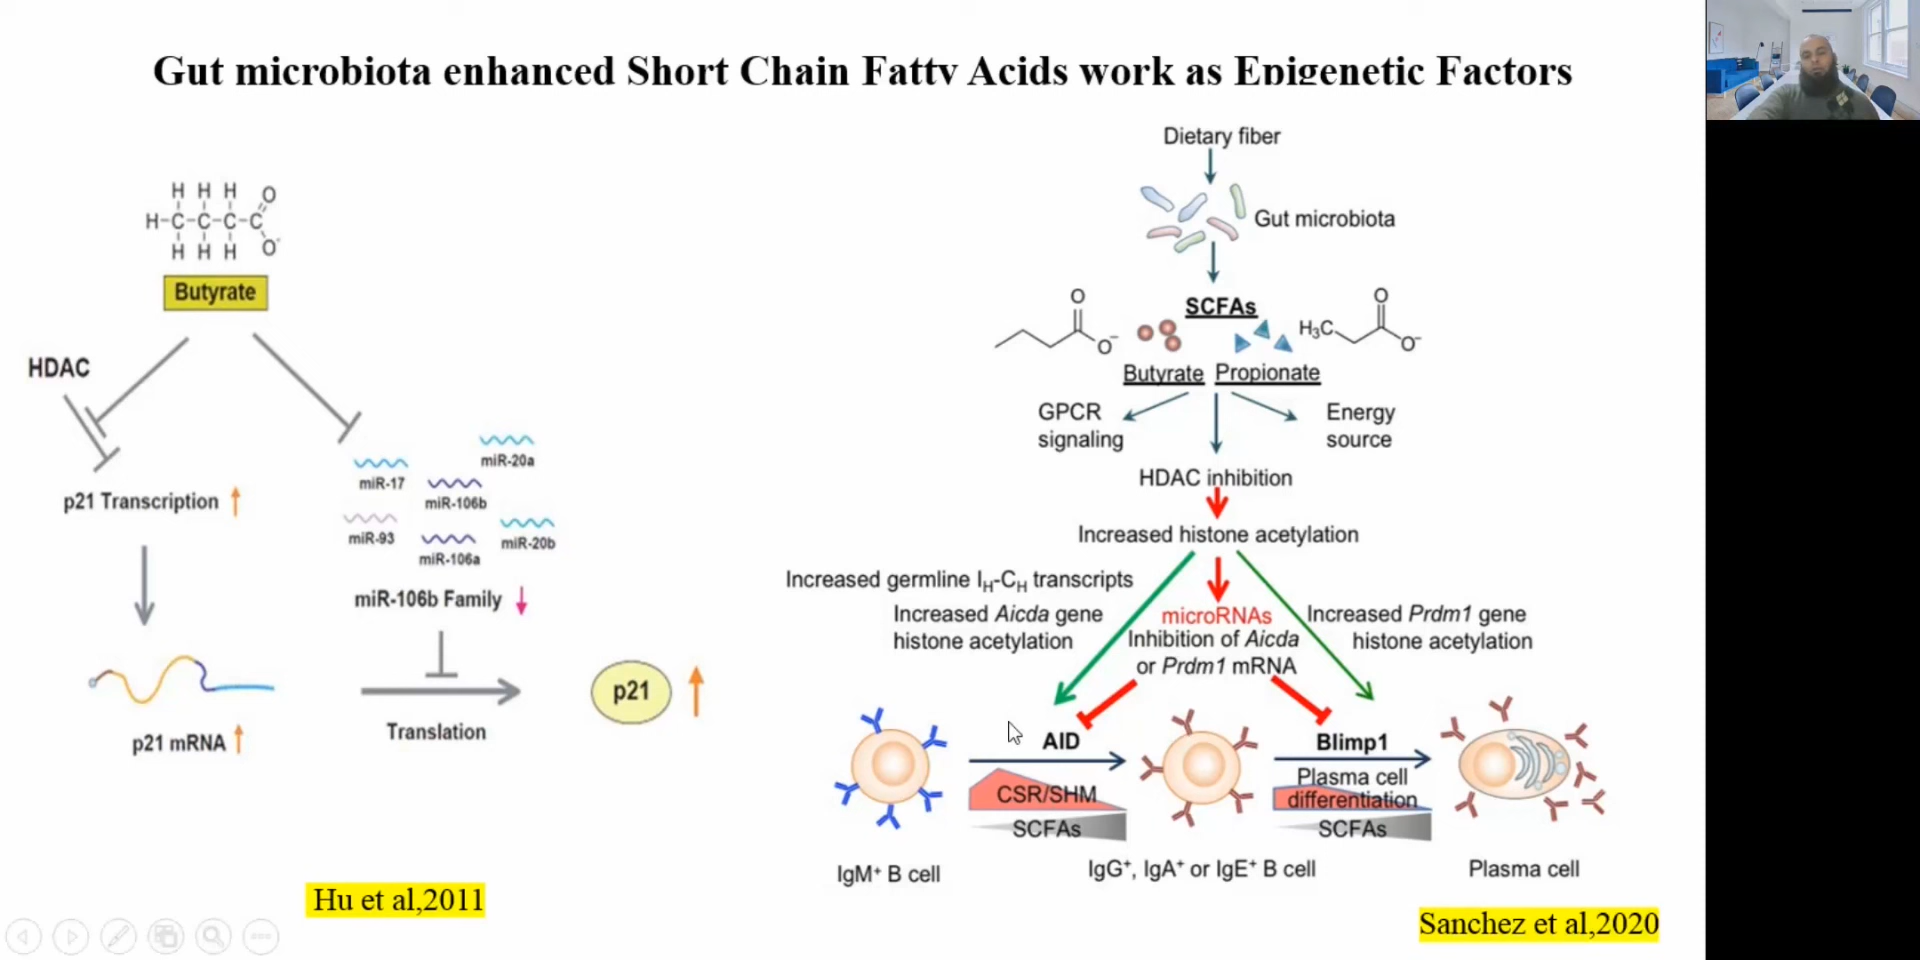 Gut microbiota enhanced Short Chain Fatty Acids work as Epigenetic Factors
H H H O
H-C-C-C-C
H H H O-
Butyrate
HDAC
p21 Transcription
miR-20a
miR-17
miR-106b
miR-93
miR-20b
miR-106a
miR-106b Family
p21 mRNA
Translation
p21
Hu et al,2011
Dietary fiber
Gut microbiota
SCFAs
O
O-
H3C
O
O-
Butyrate
Propionate
GPCR
signaling
Energy
source
HDAC inhibition
Increased histone acetylation
Increased germline IH-CH transcripts
Increased Aicda gene
histone acetylation
microRNAs
Inhibition of Aicda
or Prdm1 mRNA
Increased Prdm1 gene
histone acetylation
AID
CSR/SHM
SCFAs
Blimp1
Plasma cell
differentiation
SCFAs
IgM+ B cell
IgG+, IgA+ or IgE+ B cell
Plasma cell
Sanchez et al,2020